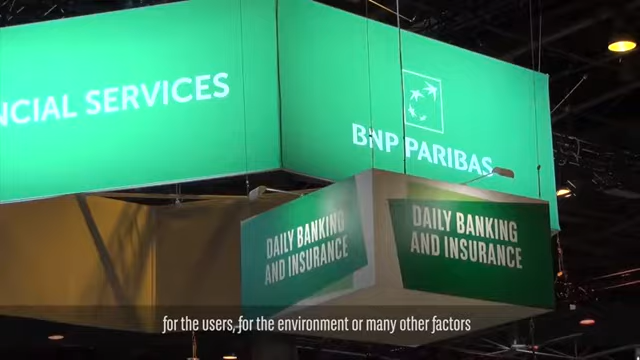 NCIAL SERVICES
BNP PARIBAS
DAILY BANKING
AND INSURANCE
DAILY BANKING
AND INSURANCE
for the users, for the environment or many other factors